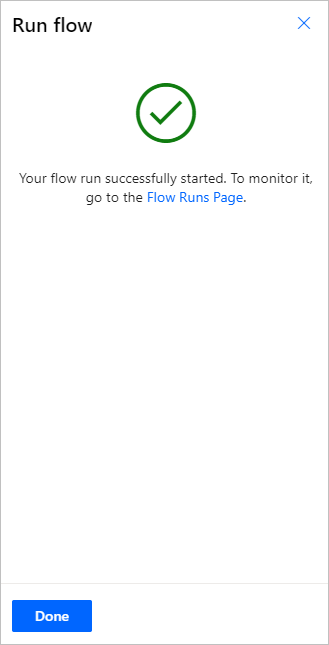 Run flow
Your flow run successfully started. To monitor it,
go to the Flow Runs Page.
Done